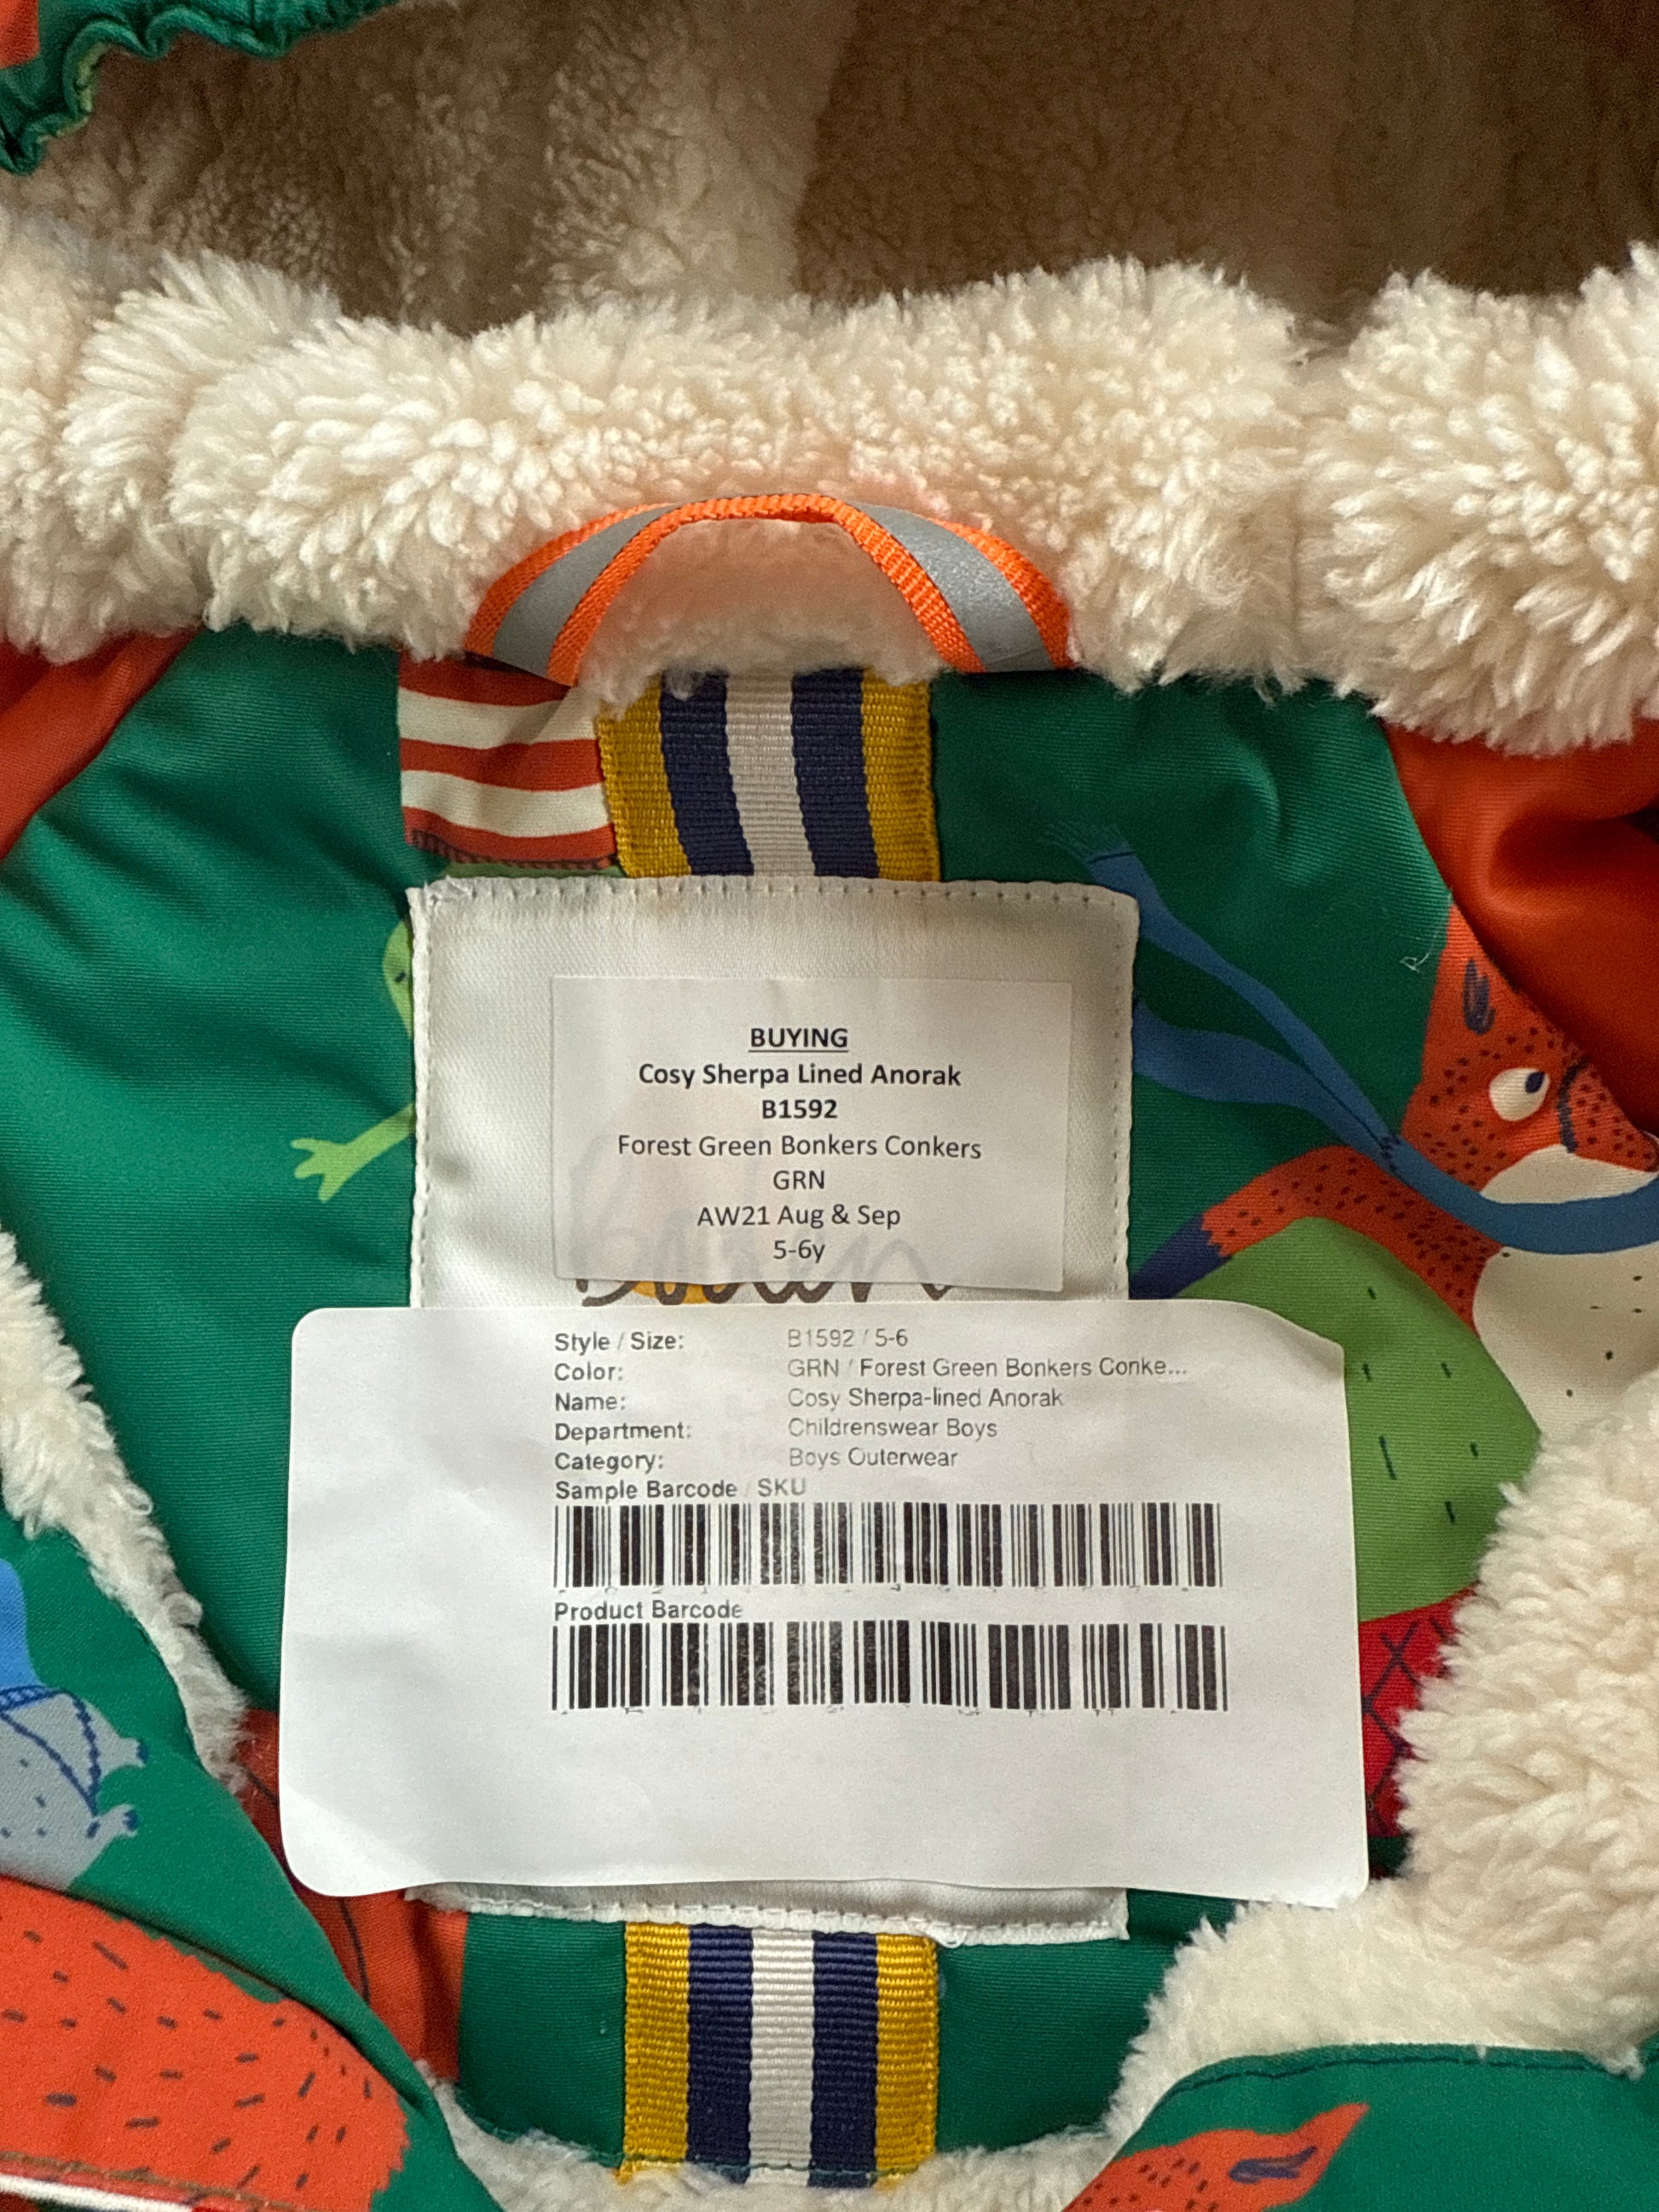 BUYING
Cosy Sherpa Lined Anorak
B1592
Forest Green Bonkers Conkers
GRN
AW21 Aug & Sep
5-6y
Style / Size: B1592 / 5-6
Color: GRN / Forest Green Bonkers Conke...
Name: Cosy Sherpa-lined Anorak
Department: Childrenswear Boys
Category: Boys Outerwear
Sample Barcode / SKU
Product Barcode